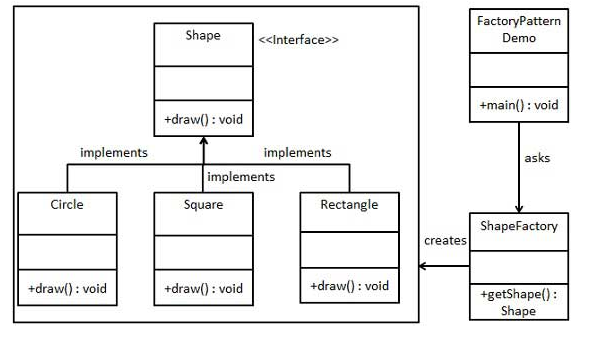 Shape
<<Interface>>
+draw() : void
implements
implements
implements
Circle
+draw() : void
Square
+draw() : void
Rectangle
+draw() : void
FactoryPattern
Demo
+main() : void
asks
creates
ShapeFactory
+getShape() :
Shape